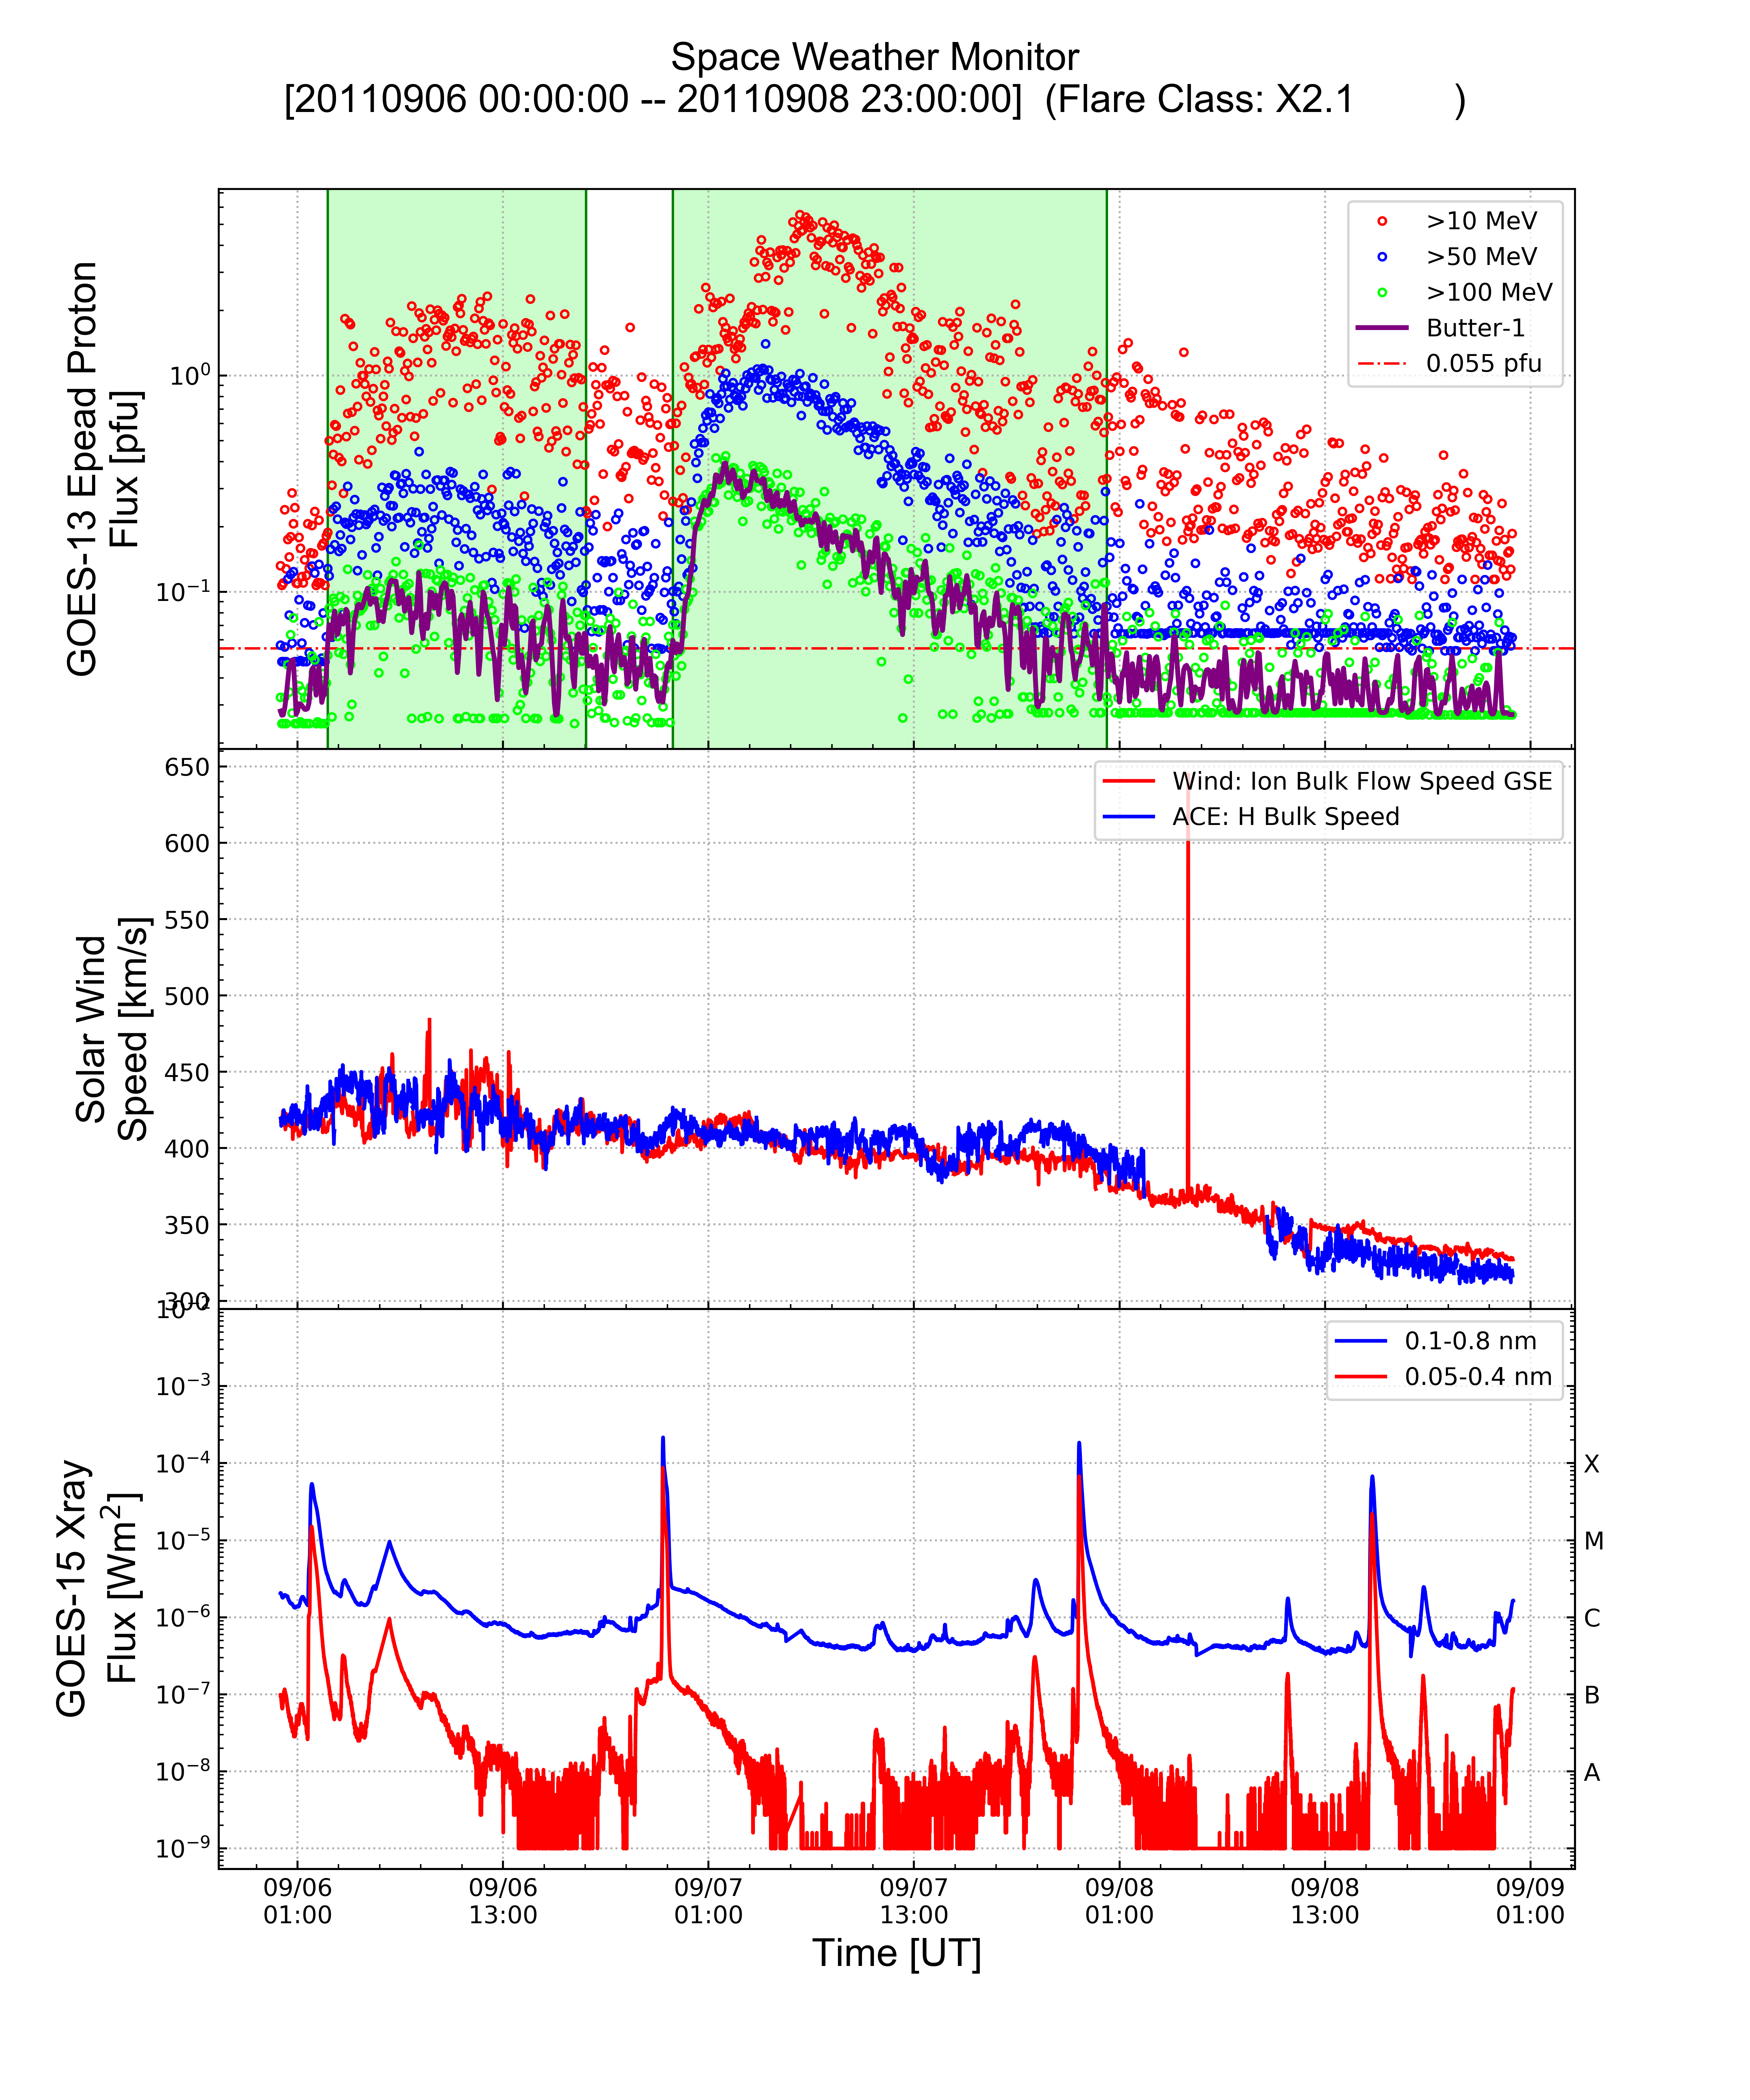 Space Weather Monitor
[20110906 00:00:00 -- 20110908 23:00:00]  (Flare Class: X2.1          )
GOES-13 Epead Proton
Flux [pfu]
10⁰
10⁻¹
>10 MeV
>50 MeV
>100 MeV
Butter-1
0.055 pfu
Solar Wind
Speed [km/s]
650
600
550
500
450
400
350
300
Wind: Ion Bulk Flow Speed GSE
ACE: H Bulk Speed
GOES-15 Xray
Flux [Wm²]
10⁻²
10⁻³
10⁻⁴
10⁻⁵
10⁻⁶
10⁻⁷
10⁻⁸
10⁻⁹
0.1-0.8 nm
0.05-0.4 nm
X
M
C
B
A
09/06 09/06 09/07 09/07 09/08 09/08 09/09
01:00 13:00 01:00 13:00 01:00 13:00 01:00
Time [UT]